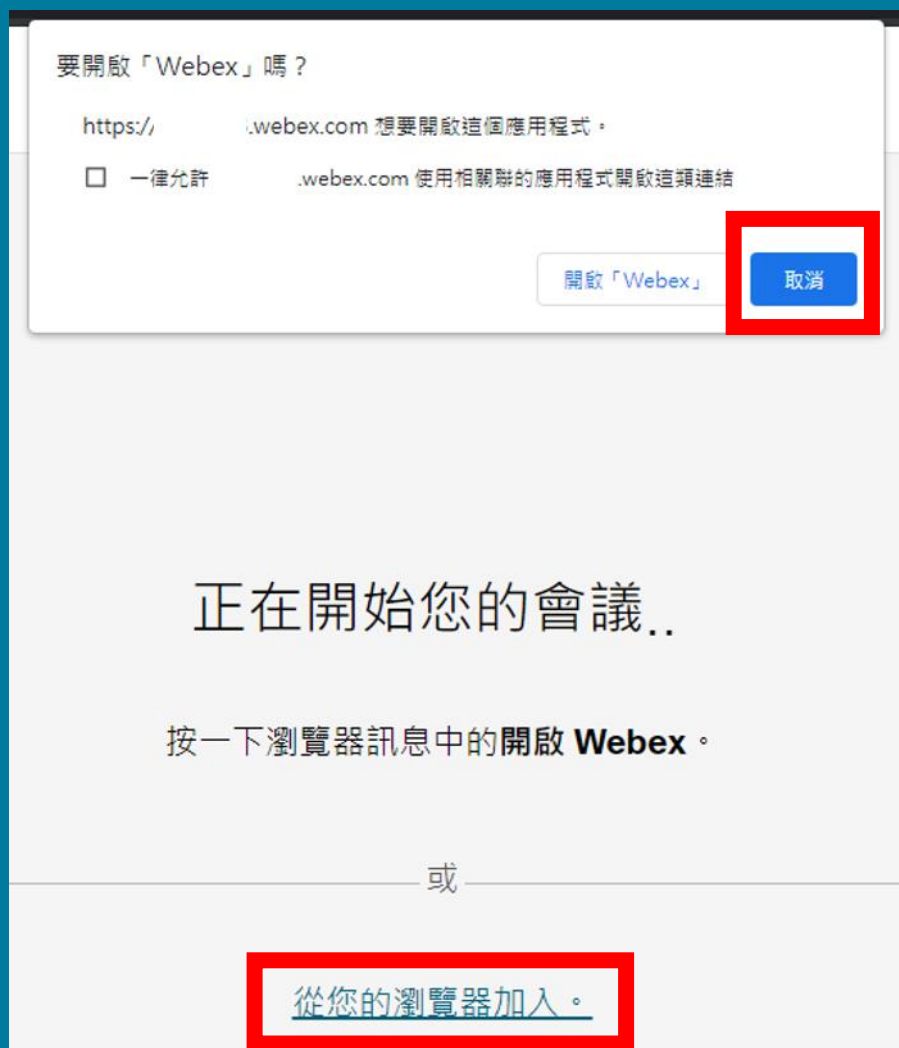 要開啟「Webex」嗎？
https:// .webex.com 想要開啟這個應用程式。
一律允許 .webex.com 使用相關聯的應用程式開啟這類連結
開啟「Webex」 取消
正在開始您的會議..
按一下瀏覽器訊息中的開啟 Webex。
或
從您的瀏覽器加入。